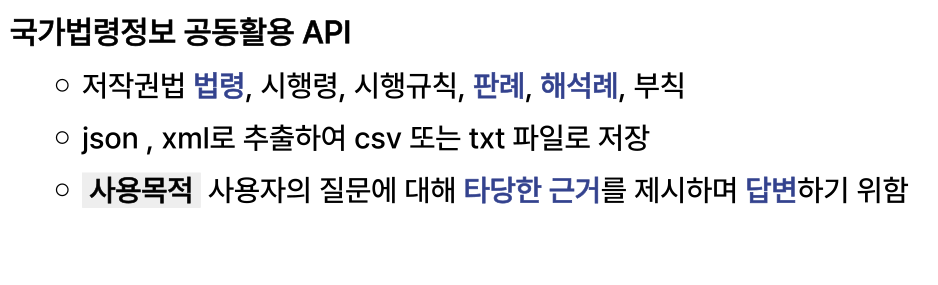 국가법령정보 공동활용 API
○ 저작권법 법령, 시행령, 시행규칙, 판례, 해석례, 부칙
○ json , xml로 추출하여 csv 또는 txt 파일로 저장
○ 사용목적 사용자의 질문에 대해 타당한 근거를 제시하며 답변하기 위함